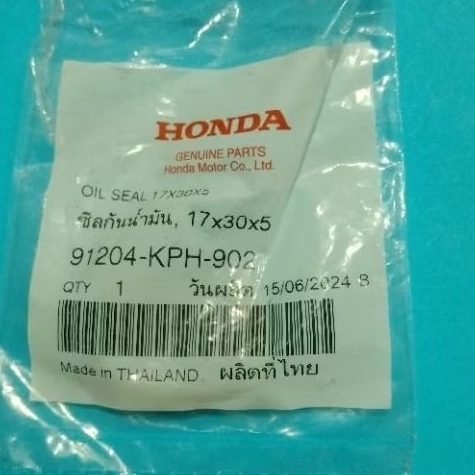 HONDA
GENUINE PARTS
Honda Motor Co., Ltd.
OIL SEAL 17X30X5
ซิลกันน้ำมัน, 17x30x5
91204-KPH-902
QTY 1 วันผลิต 15/06/2024 B
Made in THAILAND ผลิตที่ไทย